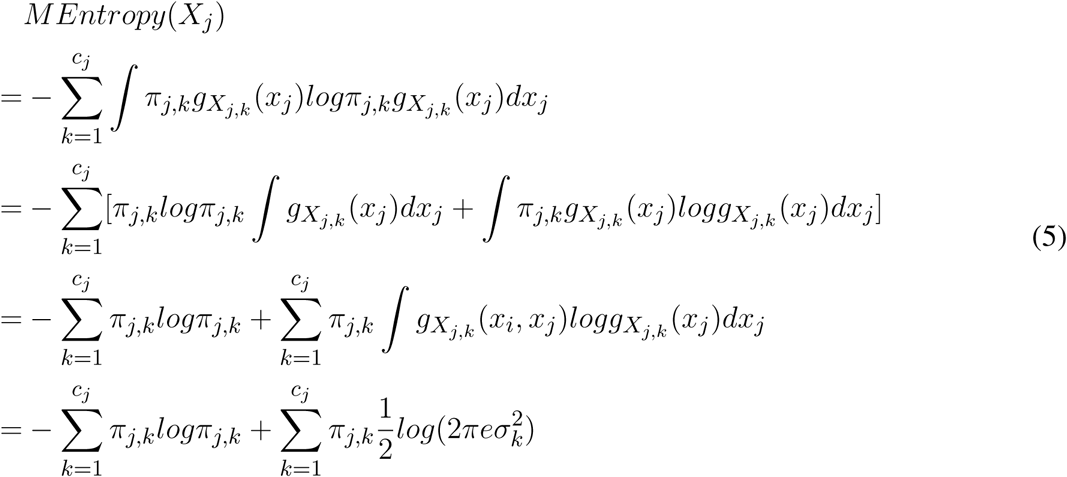 MEntropy(X_j)
= - \sum_{k=1}^{c_j} \int \pi_{j,k} g_{X_{j,k}}(x_j) log \pi_{j,k} g_{X_{j,k}}(x_j) dx_j
= - \sum_{k=1}^{c_j} [\pi_{j,k} log \pi_{j,k} \int g_{X_{j,k}}(x_j) dx_j + \int \pi_{j,k} g_{X_{j,k}}(x_j) log g_{X_{j,k}}(x_j) dx_j]
(5)
= - \sum_{k=1}^{c_j} \pi_{j,k} log \pi_{j,k} + \sum_{k=1}^{c_j} \pi_{j,k} \int g_{X_{j,k}}(x_i, x_j) log g_{X_{j,k}}(x_j) dx_j
= - \sum_{k=1}^{c_j} \pi_{j,k} log \pi_{j,k} + \sum_{k=1}^{c_j} \pi_{j,k} \frac{1}{2} log(2\pi e \sigma_k^2)